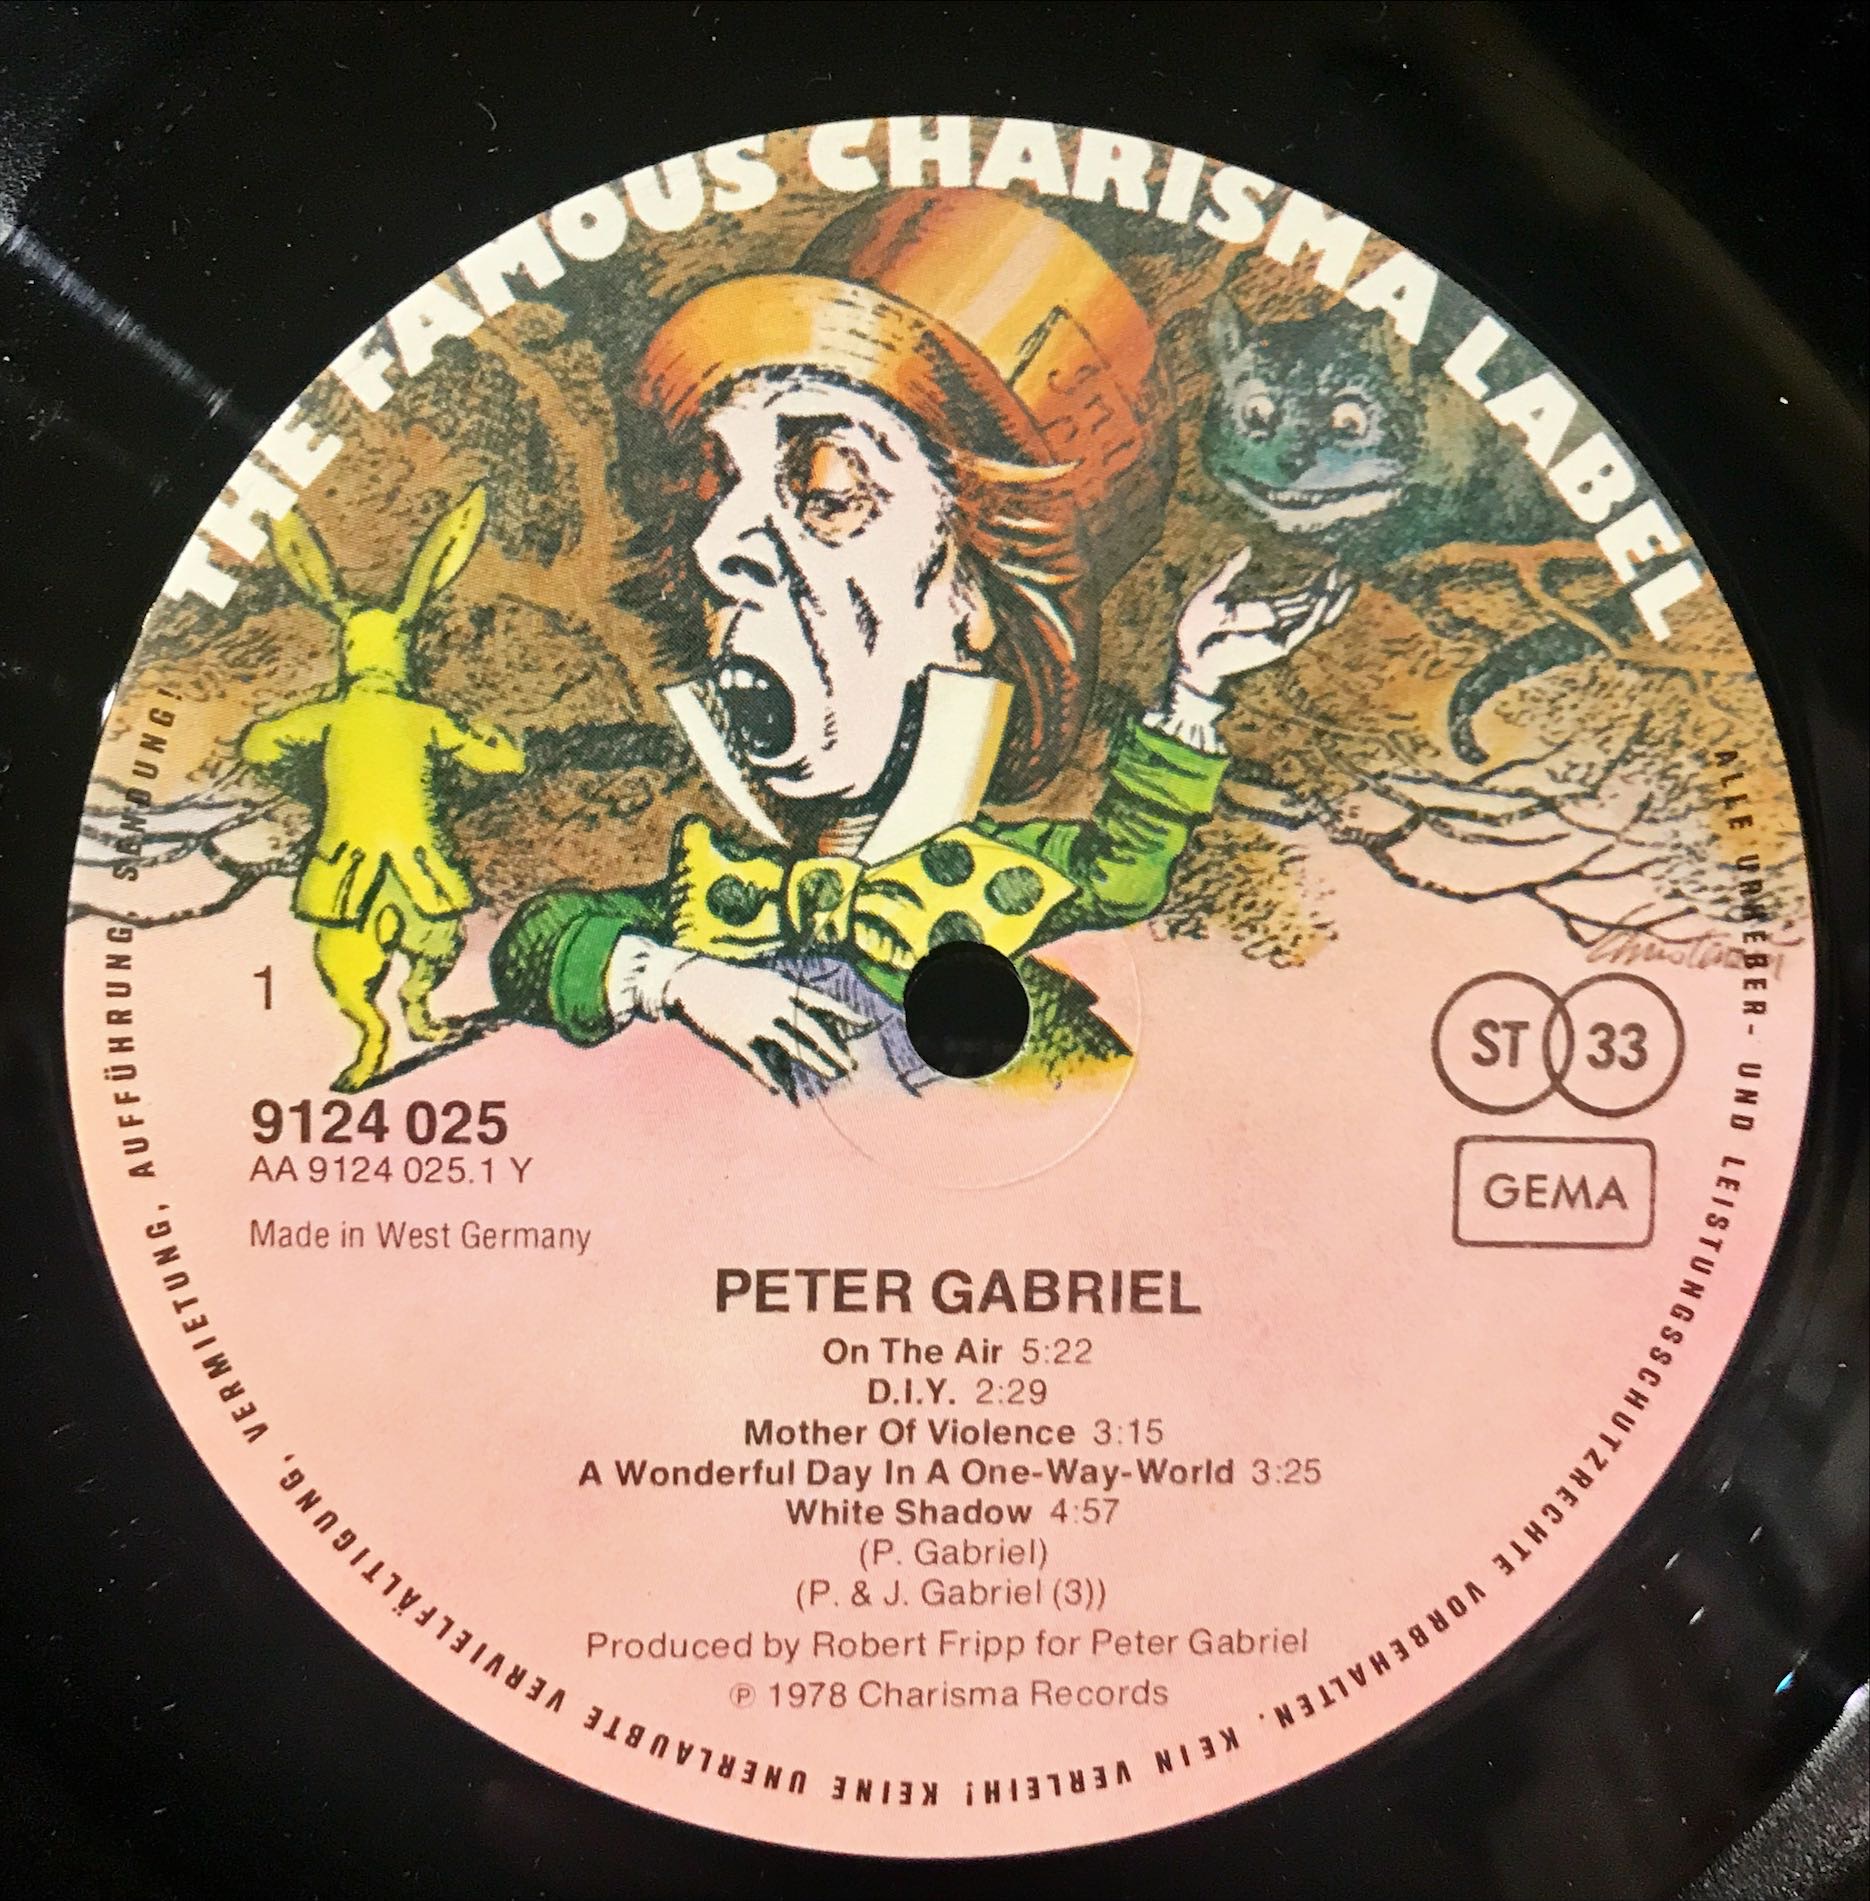 THE FAMOUS CHARISMA LABEL
1
9124 025
AA 9124 025.1 Y
Made in West Germany
ST 33
GEMA
PETER GABRIEL
On The Air 5:22
D.I.Y. 2:29
Mother Of Violence 3:15
A Wonderful Day In A One-Way-World 3:25
White Shadow 4:57
(P. Gabriel)
(P. & J. Gabriel (3))
Produced by Robert Fripp for Peter Gabriel
℗ 1978 Charisma Records
ALLE URHEBER- UND LEISTUNGSSCHUTZRECHTE VORBEHALTEN. KEIN VERLEIH! KEINE UNERLAUBTE VERVIELFÄLTIGUNG, VERMIETUNG, AUFFÜHRUNG, SENDUNG!